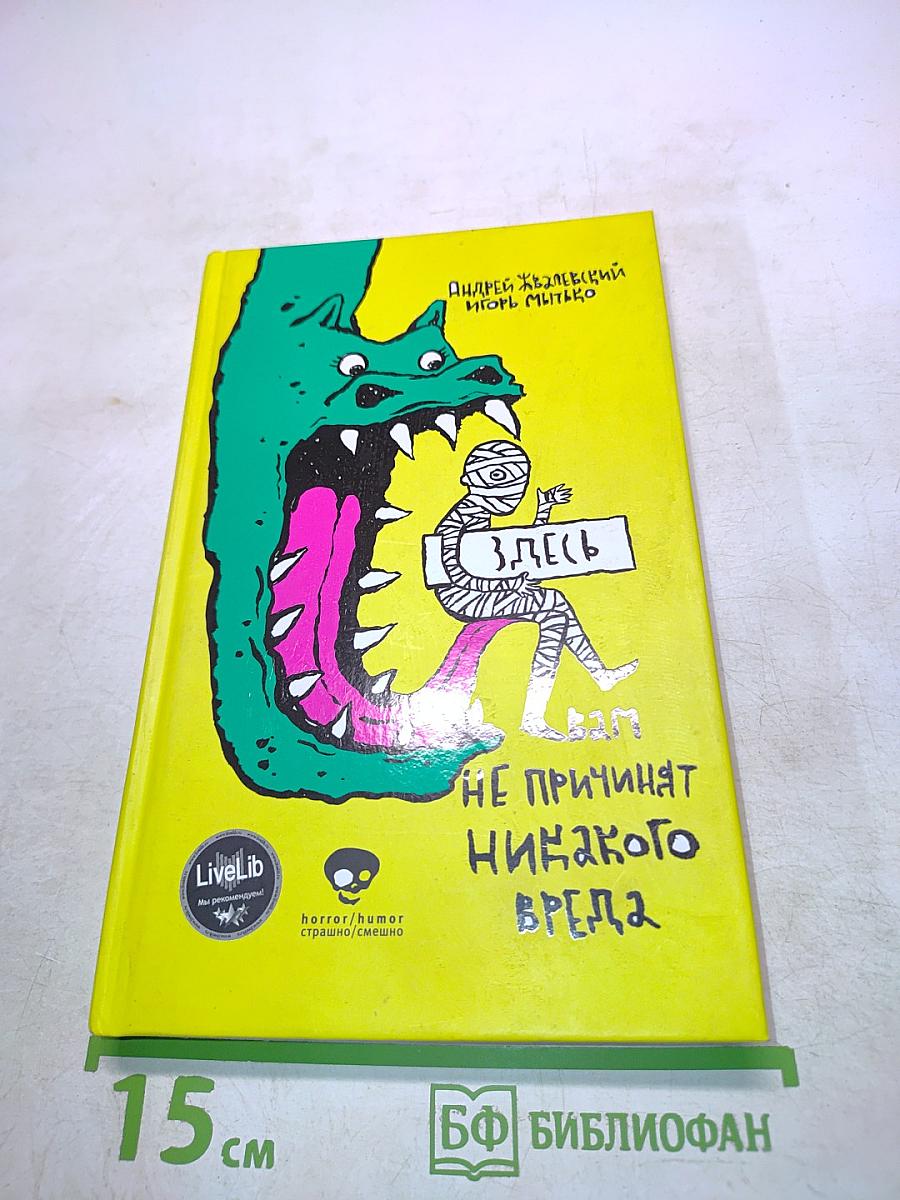 Андрей Жвалевский
Игорь Мытько
ЗДЕСЬ
вам
НЕ ПРИЧИНЯТ
НИКАКОГО
ВРЕДА
LiveLib
Мы рекомендуем!
horror/humor
страшно/смешно
15 см
БФ БИБЛИОФАН